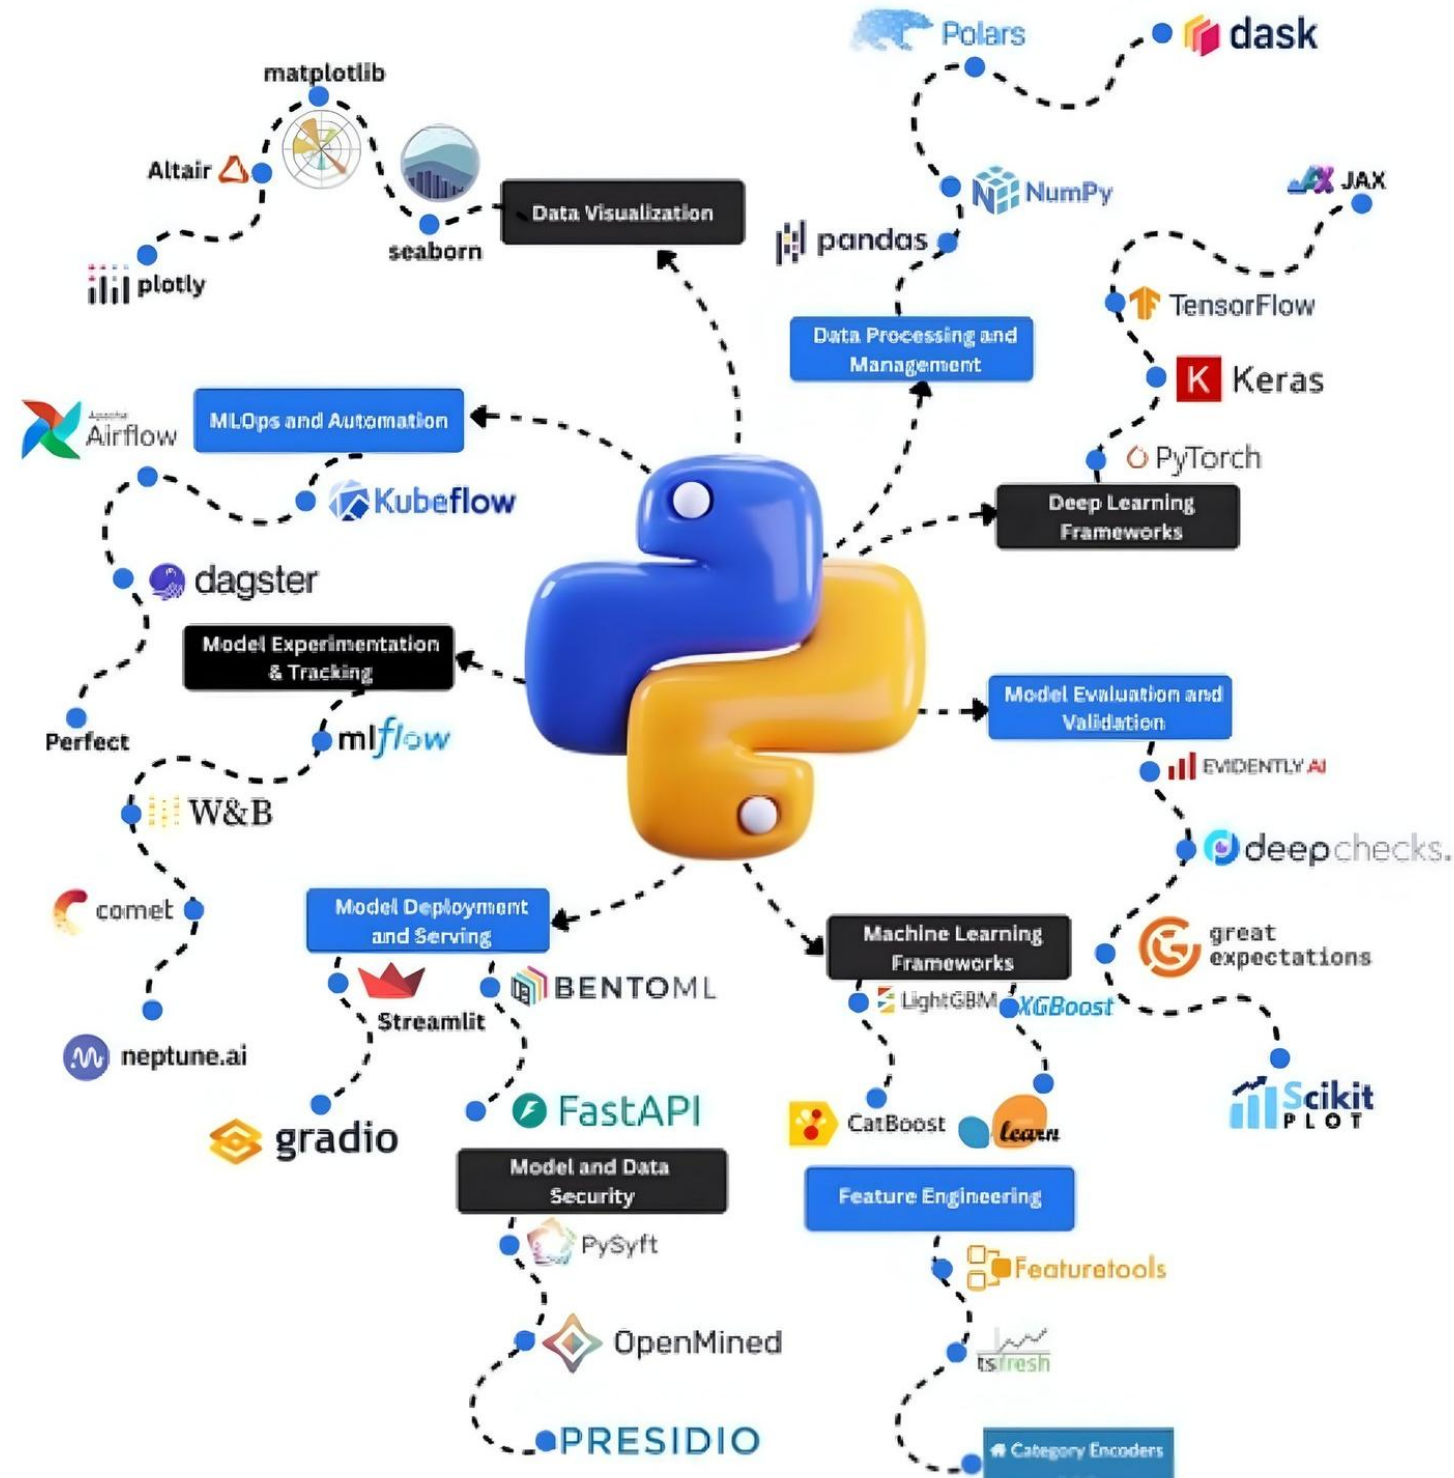 Polars
dask
matplotlib
Altair
seaborn
plotly
Data Visualization
NumPy
pandas
Data Processing and
Management
JAX
TensorFlow
K Keras
PyTorch
Deep Learning
Frameworks
MLOps and Automation
Apache
Airflow
Kubeflow
dagster
Perfect
Model Experimentation
& Tracking
mlflow
W&B
comet
neptune.ai
Model Evaluation and
Validation
EVIDENTLY AI
deepchecks.
great
expectations
Scikit
PLOT
Model Deployment
and Serving
Streamlit
BENTOML
gradio
FastAPI
Machine Learning
Frameworks
LightGBM
XGBoost
CatBoost
learn
Model and Data
Security
PySyft
OpenMined
PRESIDIO
Feature Engineering
Featuretools
tsfresh
Category Encoders